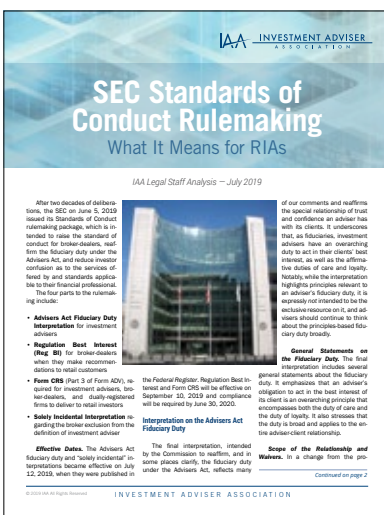 IAA INVESTMENT ADVISER
ASSOCIATION
SEC Standards of
Conduct Rulemaking
What It Means for RIAs
IAA Legal Staff Analysis — July 2019
After two decades of delibera-
tions, the SEC on June 5, 2019
issued its Standards of Conduct
rulemaking package, which is in-
tended to raise the standard of
conduct for broker-dealers, reaf-
firm the fiduciary duty under the
Advisers Act, and reduce investor
confusion as to the services of-
fered by and standards applica-
ble to their financial professional.
The four parts to the rulemak-
ing include:
• Advisers Act Fiduciary Duty
Interpretation for investment
advisers
• Regulation Best Interest
(Reg BI) for broker-dealers
when they make recommen-
dations to retail customers
• Form CRS (Part 3 of Form ADV), re-
quired for investment advisers, bro-
ker-dealers, and dually-registered
firms to deliver to retail investors
• Solely Incidental Interpretation re-
garding the broker exclusion from the
definition of investment adviser
Effective Dates. The Advisers Act
fiduciary duty and "solely incidental" in-
terpretations became effective on July
12, 2019, when they were published in
the Federal Register. Regulation Best In-
terest and Form CRS will be effective on
September 10, 2019 and compliance
will be required by June 30, 2020.
Interpretation on the Advisers Act
Fiduciary Duty
The final interpretation, intended
by the Commission to reaffirm, and in
some places clarify, the fiduciary duty
under the Advisers Act, reflects many
of our comments and reaffirms
the special relationship of trust
and confidence an adviser has
with its clients. It underscores
that, as fiduciaries, investment
advisers have an overarching
duty to act in their clients' best
interest, as well as the affirma-
tive duties of care and loyalty.
Notably, while the interpretation
highlights principles relevant to
an adviser's fiduciary duty, it is
expressly not intended to be the
exclusive resource on it, and ad-
visers should continue to think
about the principles-based fidu-
ciary duty broadly.
General Statements on
the Fiduciary Duty. The final
interpretation includes several
general statements about the fiduciary
duty. It emphasizes that an adviser's
obligation to act in the best interest of
its client is an overarching principle that
encompasses both the duty of care and
the duty of loyalty. It also stresses that
the duty is broad and applies to the en-
tire adviser-client relationship.
Scope of the Relationship and
Waivers. In a change from the pro-
Continued on page 2
© 2019 IAA All Rights Reserved
INVESTMENT ADVISER ASSOCIATION